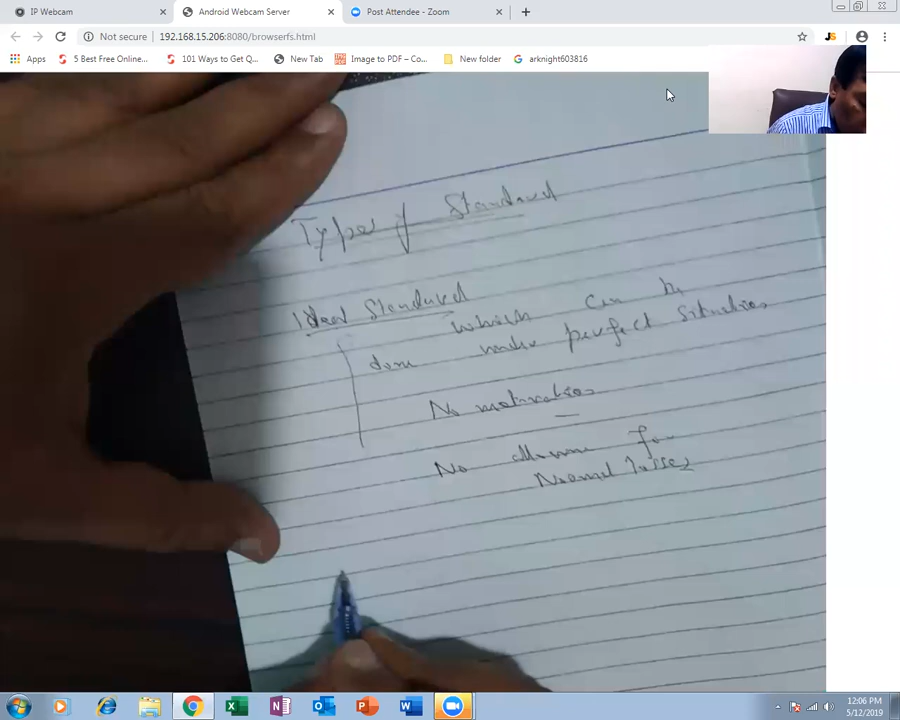 IP Webcam
Android Webcam Server
Post Attendee - Zoom
Not secure
192.168.15.206:8080/browserfs.html
JS
Apps
5 Best Free Onlin...
101 Ways to Get Q...
New Tab
Image to PDF – Co...
New folder
arknight603816
Types of Standard
Ideal Standard
which can be
done under perfect situations
No motivation
No allowance for
Normal losses
12:06 PM
5/12/2019